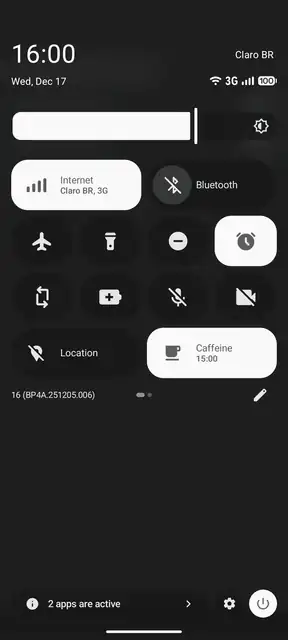 16:00
Claro BR
Wed, Dec 17
3G
100
Internet
Claro BR, 3G
Bluetooth
Location
Caffeine
15:00
16 (BP4A.251205.006)
2 apps are active